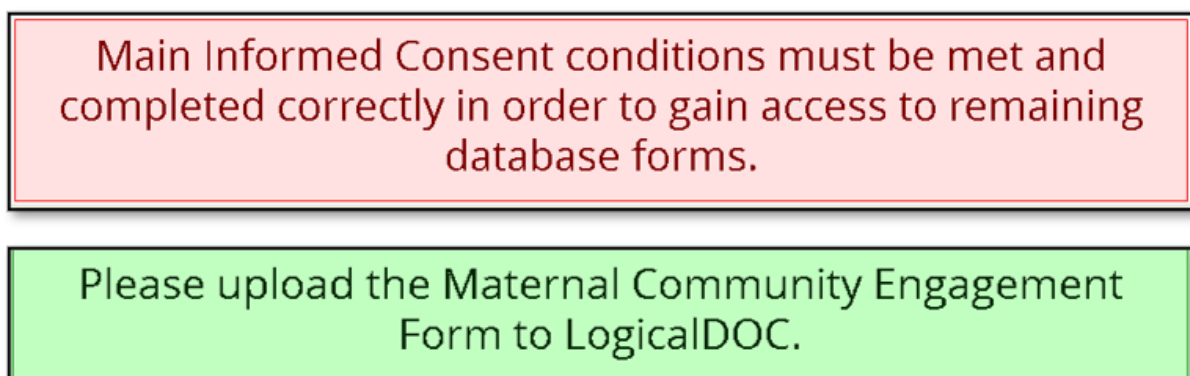 Main Informed Consent conditions must be met and
completed correctly in order to gain access to remaining
database forms.
Please upload the Maternal Community Engagement
Form to LogicalDOC.